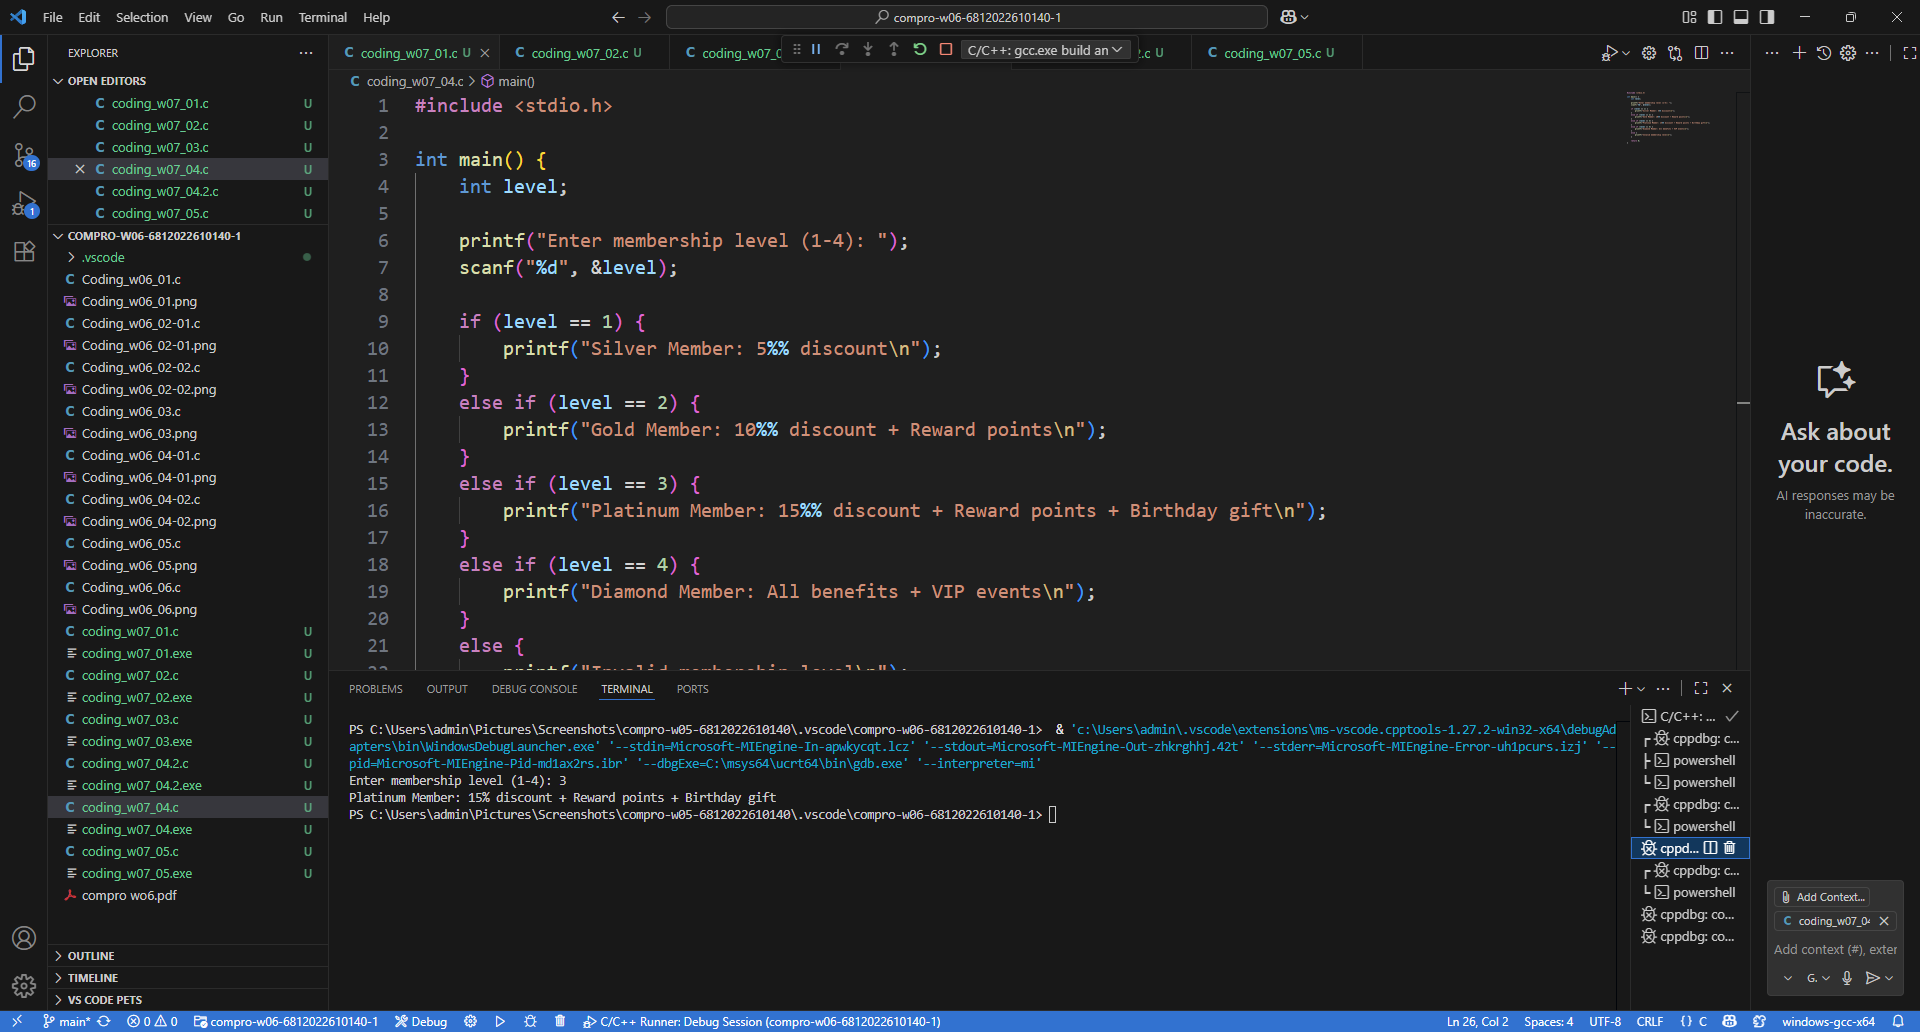 File Edit Selection View Go Run Terminal Help
compro-w06-6812022610140-1
EXPLORER
OPEN EDITORS
coding_w07_01.c U
coding_w07_02.c U
coding_w07_03.c U
coding_w07_04.c U
coding_w07_04.2.c U
coding_w07_05.c U
COMPRO-W06-6812022610140-1
.vscode
Coding_w06_01.c
Coding_w06_01.png
Coding_w06_02-01.c
Coding_w06_02-01.png
Coding_w06_02-02.c
Coding_w06_02-02.png
Coding_w06_03.c
Coding_w06_03.png
Coding_w06_04-01.c
Coding_w06_04-01.png
Coding_w06_04-02.c
Coding_w06_04-02.png
Coding_w06_05.c
Coding_w06_05.png
Coding_w06_06.c
Coding_w06_06.png
coding_w07_01.c U
coding_w07_01.exe U
coding_w07_02.c U
coding_w07_02.exe U
coding_w07_03.c U
coding_w07_03.exe U
coding_w07_04.2.c U
coding_w07_04.2.exe U
coding_w07_04.c U
coding_w07_04.exe U
coding_w07_05.c U
coding_w07_05.exe U
compro wo6.pdf
OUTLINE
TIMELINE
VS CODE PETS
16
1
coding_w07_01.c U
coding_w07_02.c U
coding_w07_0
C/C++: gcc.exe build an
.c U
coding_w07_05.c U
coding_w07_04.c > main()
1 #include <stdio.h>
2
3 int main() {
4 int level;
5
6 printf("Enter membership level (1-4): ");
7 scanf("%d", &level);
8
9 if (level == 1) {
10 printf("Silver Member: 5%% discount\n");
11 }
12 else if (level == 2) {
13 printf("Gold Member: 10%% discount + Reward points\n");
14 }
15 else if (level == 3) {
16 printf("Platinum Member: 15%% discount + Reward points + Birthday gift\n");
17 }
18 else if (level == 4) {
19 printf("Diamond Member: All benefits + VIP events\n");
20 }
21 else {
22 printf("Invalid membership level\n");
PROBLEMS OUTPUT DEBUG CONSOLE TERMINAL PORTS
PS C:\Users\admin\Pictures\Screenshots\compro-w05-6812022610140\.vscode\compro-w06-6812022610140-1> & 'c:\Users\admin\.vscode\extensions\ms-vscode.cpptools-1.27.2-win32-x64\debugAd
apters\bin\WindowsDebugLauncher.exe' '--stdin=Microsoft-MIEngine-In-apwkycqt.lcz' '--stdout=Microsoft-MIEngine-Out-zhkrghhj.42t' '--stderr=Microsoft-MIEngine-Error-uh1pcurs.izj' '--
pid=Microsoft-MIEngine-Pid-md1ax2rs.ibr' '--dbgExe=C:\msys64\ucrt64\bin\gdb.exe' '--interpreter=mi'
Enter membership level (1-4): 3
Platinum Member: 15% discount + Reward points + Birthday gift
PS C:\Users\admin\Pictures\Screenshots\compro-w05-6812022610140\.vscode\compro-w06-6812022610140-1>
C/C++: ...
cppdbg: c...
powershell
powershell
cppdbg: c...
powershell
cppd...
cppdbg: c...
powershell
cppdbg: co...
cppdbg: co...
Ask about
your code.
AI responses may be
inaccurate.
Add Context...
coding_w07_04
Add context (#), exter
G.
main* 0 0 compro-w06-6812022610140-1 Debug C/C++ Runner: Debug Session (compro-w06-6812022610140-1)
Ln 26, Col 2 Spaces: 4 UTF-8 CRLF {} C windows-gcc-x64